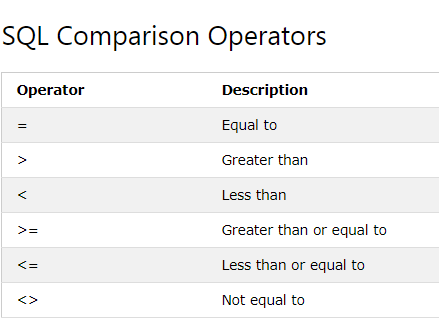 SQL Comparison Operators
Operator Description
= Equal to
> Greater than
< Less than
>= Greater than or equal to
<= Less than or equal to
<> Not equal to